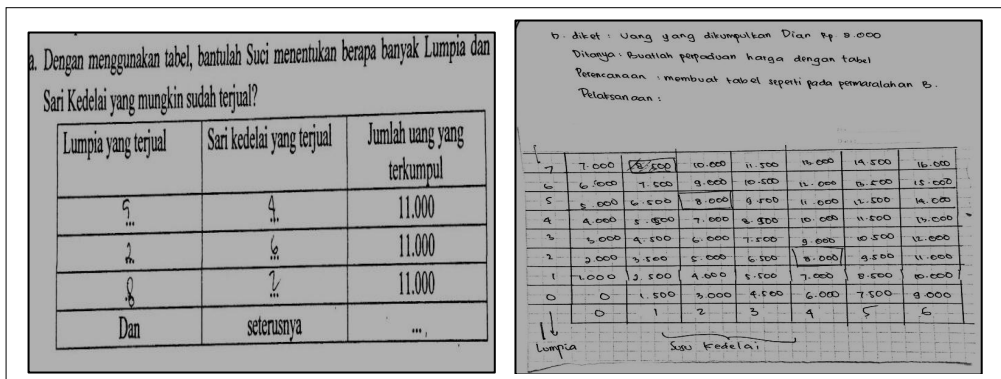 a. Dengan menggunakan tabel, bantulah Suci menentukan berapa banyak Lumpia dan
Sari Kedelai yang mungkin sudah terjual?
Lumpia yang terjual Sari kedelai yang terjual Jumlah uang yang terkumpul
5 4 11.000
2 6 11.000
8 2 11.000
Dan seterusnya ...,
b. diket : Uang yang dikumpulkan Dian Rp 8.000
Ditanya : Buatlah perpaduan harga dengan tabel
Perencanaan : membuat tabel seperti pada permasalahan B.
Pelaksanaan :
7 7.000 8.500 10.000 11.500 13.000 14.500 16.000
6 6.000 7.500 9.000 10.500 12.000 13.500 15.000
5 5.000 6.500 8.000 9.500 11.000 12.500 14.000
4 4.000 5.500 7.000 8.500 10.000 11.500 13.000
3 3.000 4.500 6.000 7.500 9.000 10.500 12.000
2 2.000 3.500 5.000 6.500 8.000 9.500 11.000
1 1.000 2.500 4.000 5.500 7.000 8.500 10.000
0 0 1.500 3.000 4.500 6.000 7.500 9.000
0 1 2 3 4 5 6
Lumpia Susu kedelai